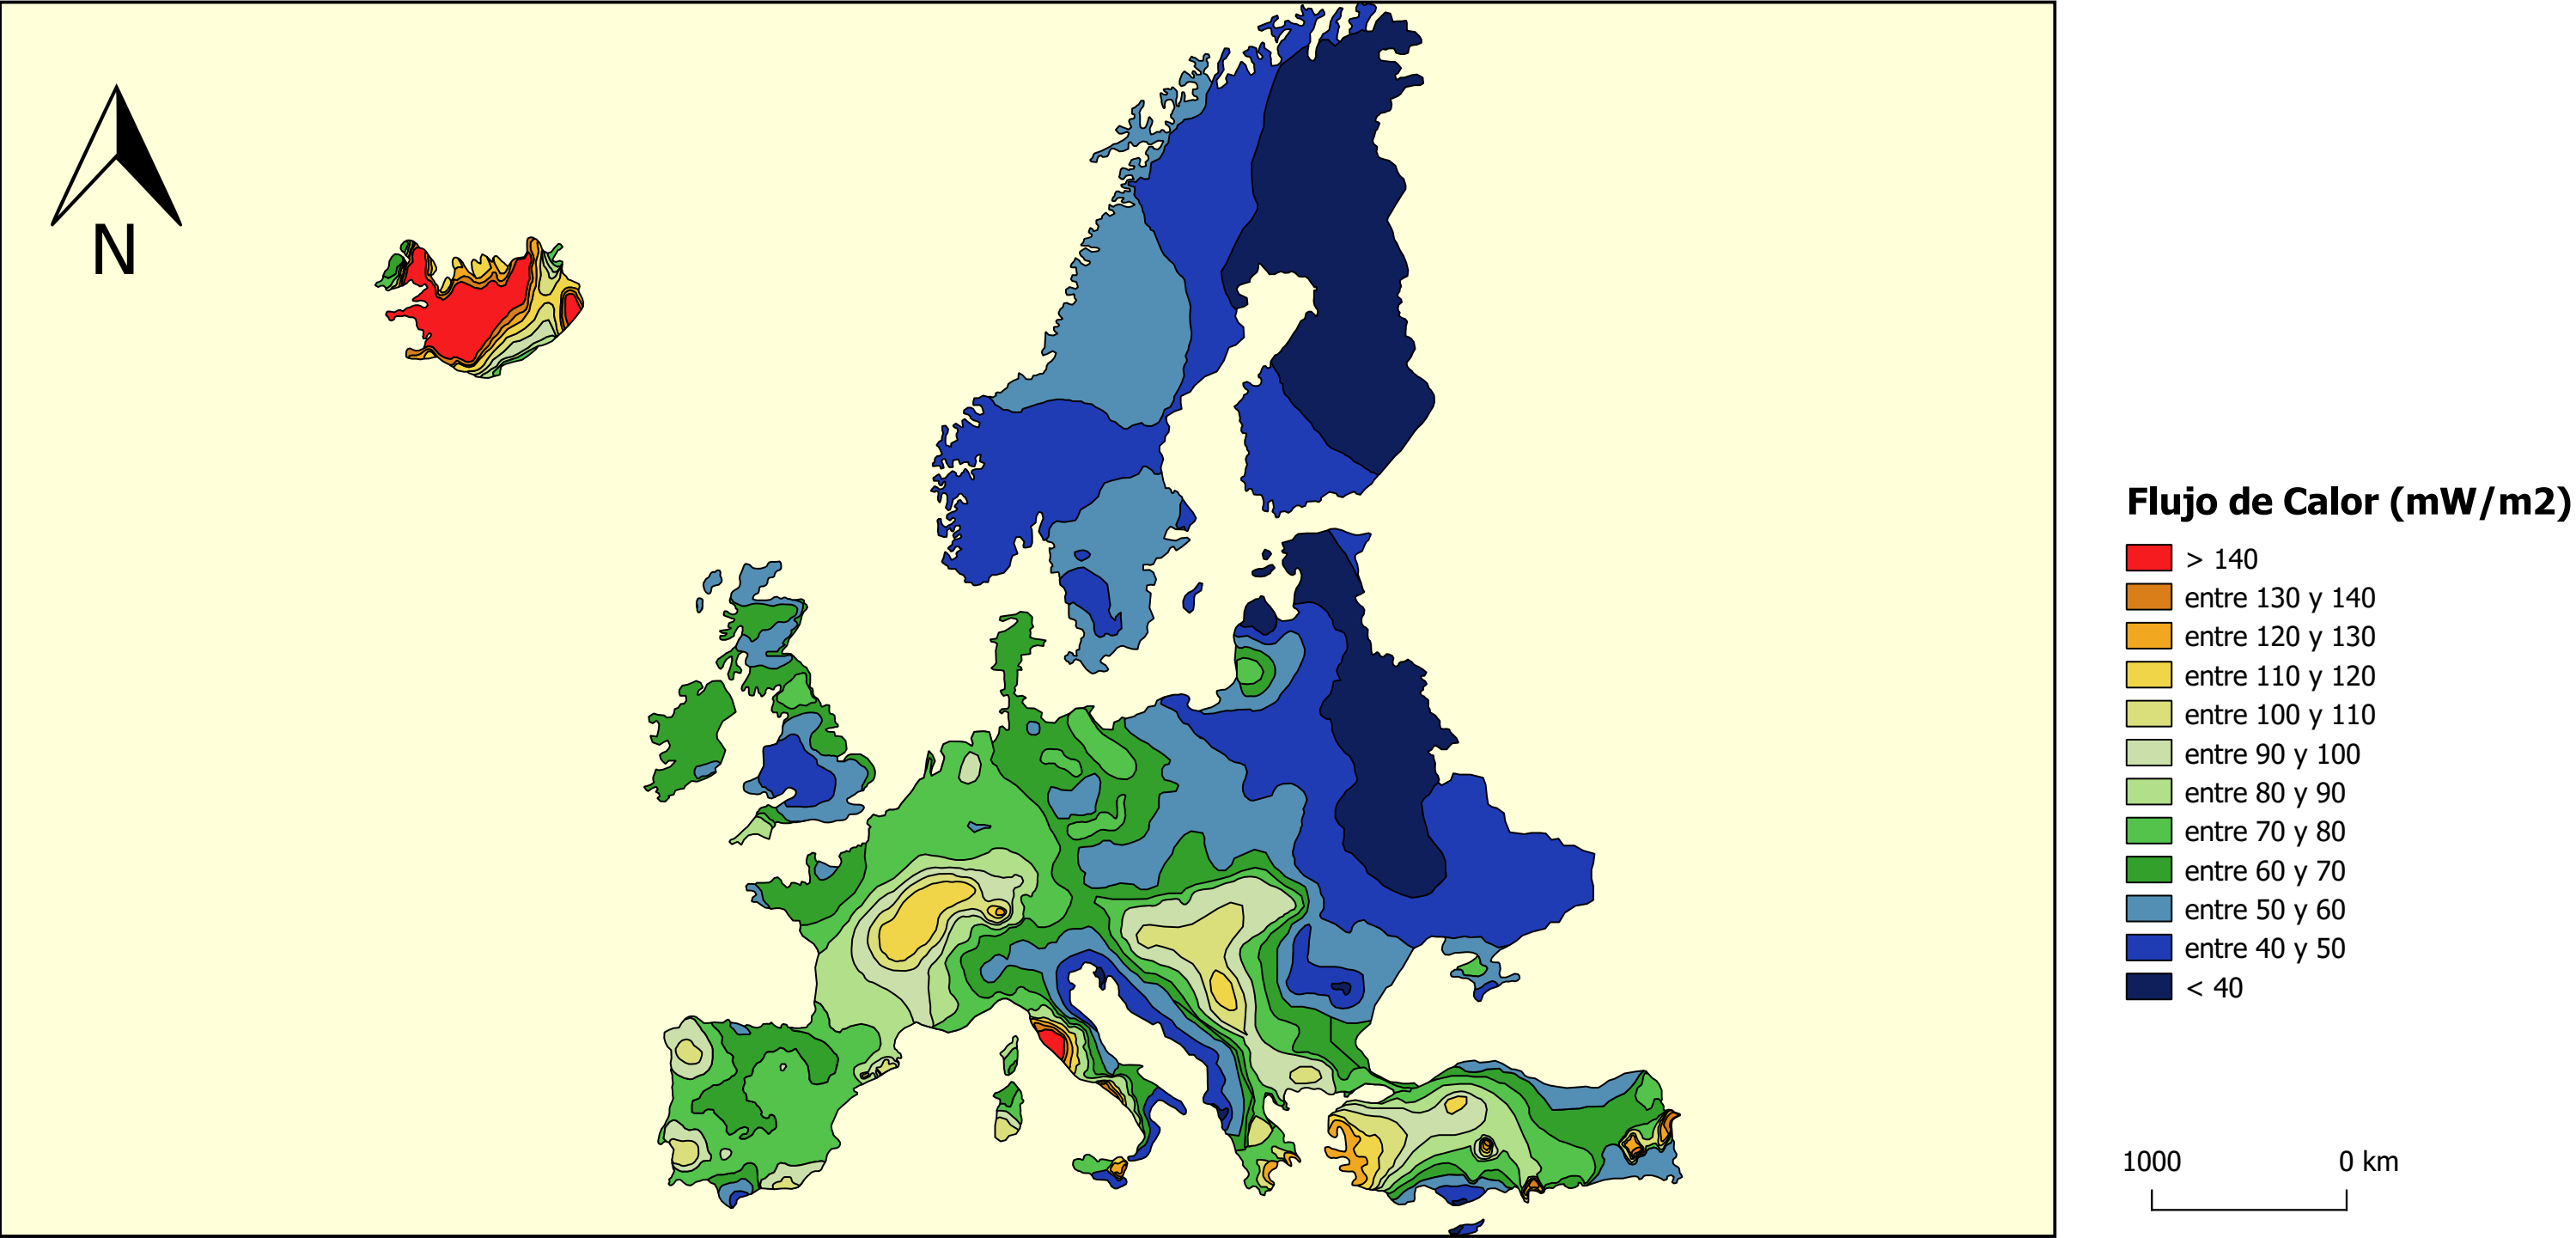 N
Flujo de Calor (mW/m2)
> 140
entre 130 y 140
entre 120 y 130
entre 110 y 120
entre 100 y 110
entre 90 y 100
entre 80 y 90
entre 70 y 80
entre 60 y 70
entre 50 y 60
entre 40 y 50
< 40
1000 0 km